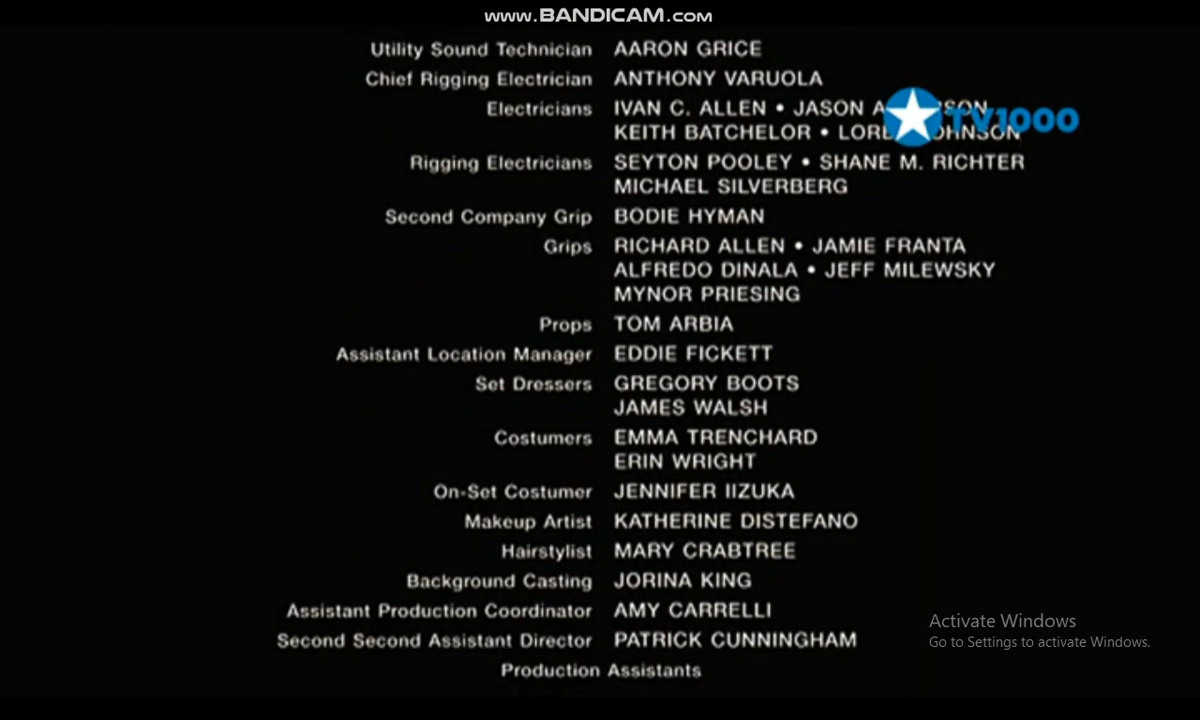 www.BANDICAM.com
Utility Sound Technician AARON GRICE
Chief Rigging Electrician ANTHONY VARUOLA
Electricians IVAN C. ALLEN • JASON
TV1000
KEITH BATCHELOR •
Rigging Electricians SEYTON POOLEY • SHANE M. RICHTER
MICHAEL SILVERBERG
Second Company Grip BODIE HYMAN
Grips RICHARD ALLEN • JAMIE FRANTA
ALFREDO DINALA • JEFF MILEWSKY
MYNOR PRIESING
Props TOM ARBIA
Assistant Location Manager EDDIE FICKETT
Set Dressers GREGORY BOOTS
JAMES WALSH
Costumers EMMA TRENCHARD
ERIN WRIGHT
On-Set Costumer JENNIFER IIZUKA
Makeup Artist KATHERINE DISTEFANO
Hairstylist MARY CRABTREE
Background Casting JORINA KING
Assistant Production Coordinator AMY CARRELLI
Second Second Assistant Director PATRICK CUNNINGHAM
Production Assistants
Activate Windows
Go to Settings to activate Windows.